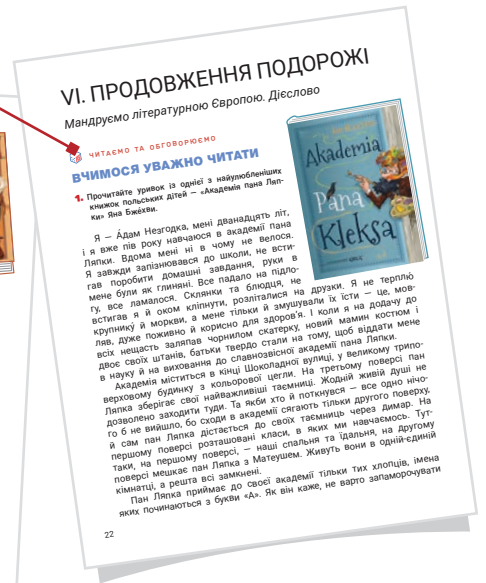 VI. ПРОДОВЖЕННЯ ПОДОРОЖІ
Мандруємо літературною Європою. Дієслово
ЧИТАЄМО ТА ОБГОВОРЮЄМО
ВЧИМОСЯ УВАЖНО ЧИТАТИ
1. Прочитайте уривок із однієї з найулюбленіших
книжок польських дітей – «Академія пана Ляп-
ки» Яна Бже́хви.
Akademia
Pana
Kleksa
Я – А́дам Незгодка, мені дванадцять літ,
і я вже пів року навчаюся в академії пана
Ляпки. Вдома мені ні в чому не велося.
Я завжди запізнювався до школи, не всти-
гав поробити домашні завдання, руки в
мене були як глиняні. Все падало на підло-
гу, все ламалося. Склянки та блюдця, не
встигав я й оком кліпнути, розліталися на друзки. Я не терплю
крупнику́ й моркви, а мене тільки й змушували їх їсти – це, мов-
ляв, дуже поживно й корисно для здоров'я. І коли я на додачу до
всіх нещасть заляпав чорнилом скатерку, новий мамин костюм і
двоє своїх штанів, батьки твердо стали на тому, щоб віддати мене
в науку й на виховання до славнозвісної академії пана Ляпки.
Академія міститься в кінці Шоколадної вулиці, у великому трипо-
верховому будинку з кольорової цегли. На третьому поверсі пан
Ляпка зберігає свої найважливіші таємниці. Жодній живій душі не
дозволено заходити туди. Та якби хто й поткнувся – все одно нічо-
го б не вийшло, бо сходи в академії сягають тільки другого поверху,
й сам пан Ляпка дістається до своїх таємниць через димар. На
першому поверсі розташовані класи, в яких ми навчаємось. Тут-
таки, на першому поверсі, – наші спальня та їдальня, на другому
поверсі мешкає пан Ляпка з Матеушем. Живуть вони в одній-єдиній
кімнатці, а решта всі замкнені.
Пан Ляпка приймає до своєї академії тільки тих хлопців, імена
яких починаються з букви «А». Як він каже, не варто запаморочувати
22